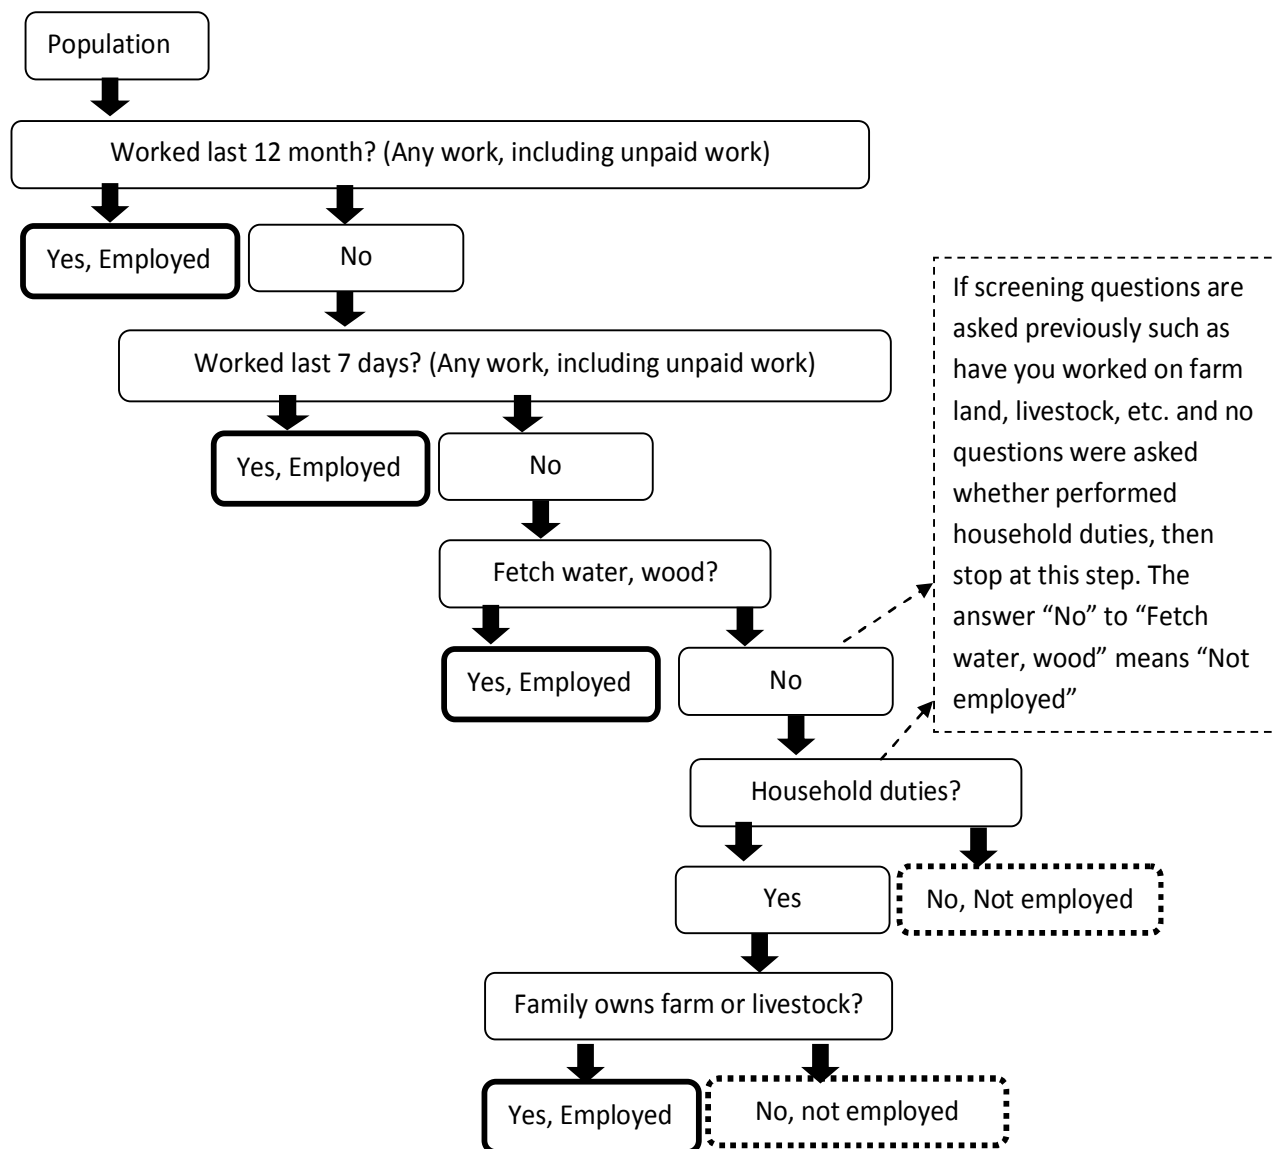 Population
Worked last 12 month? (Any work, including unpaid work)
Yes, Employed
No
Worked last 7 days? (Any work, including unpaid work)
Yes, Employed
No
Fetch water, wood?
Yes, Employed
No
If screening questions are
asked previously such as
have you worked on farm
land, livestock, etc. and no
questions were asked
whether performed
household duties, then
stop at this step. The
answer “No” to “Fetch
water, wood” means “Not
employed”
Household duties?
Yes
No, Not employed
Family owns farm or livestock?
Yes, Employed
No, not employed